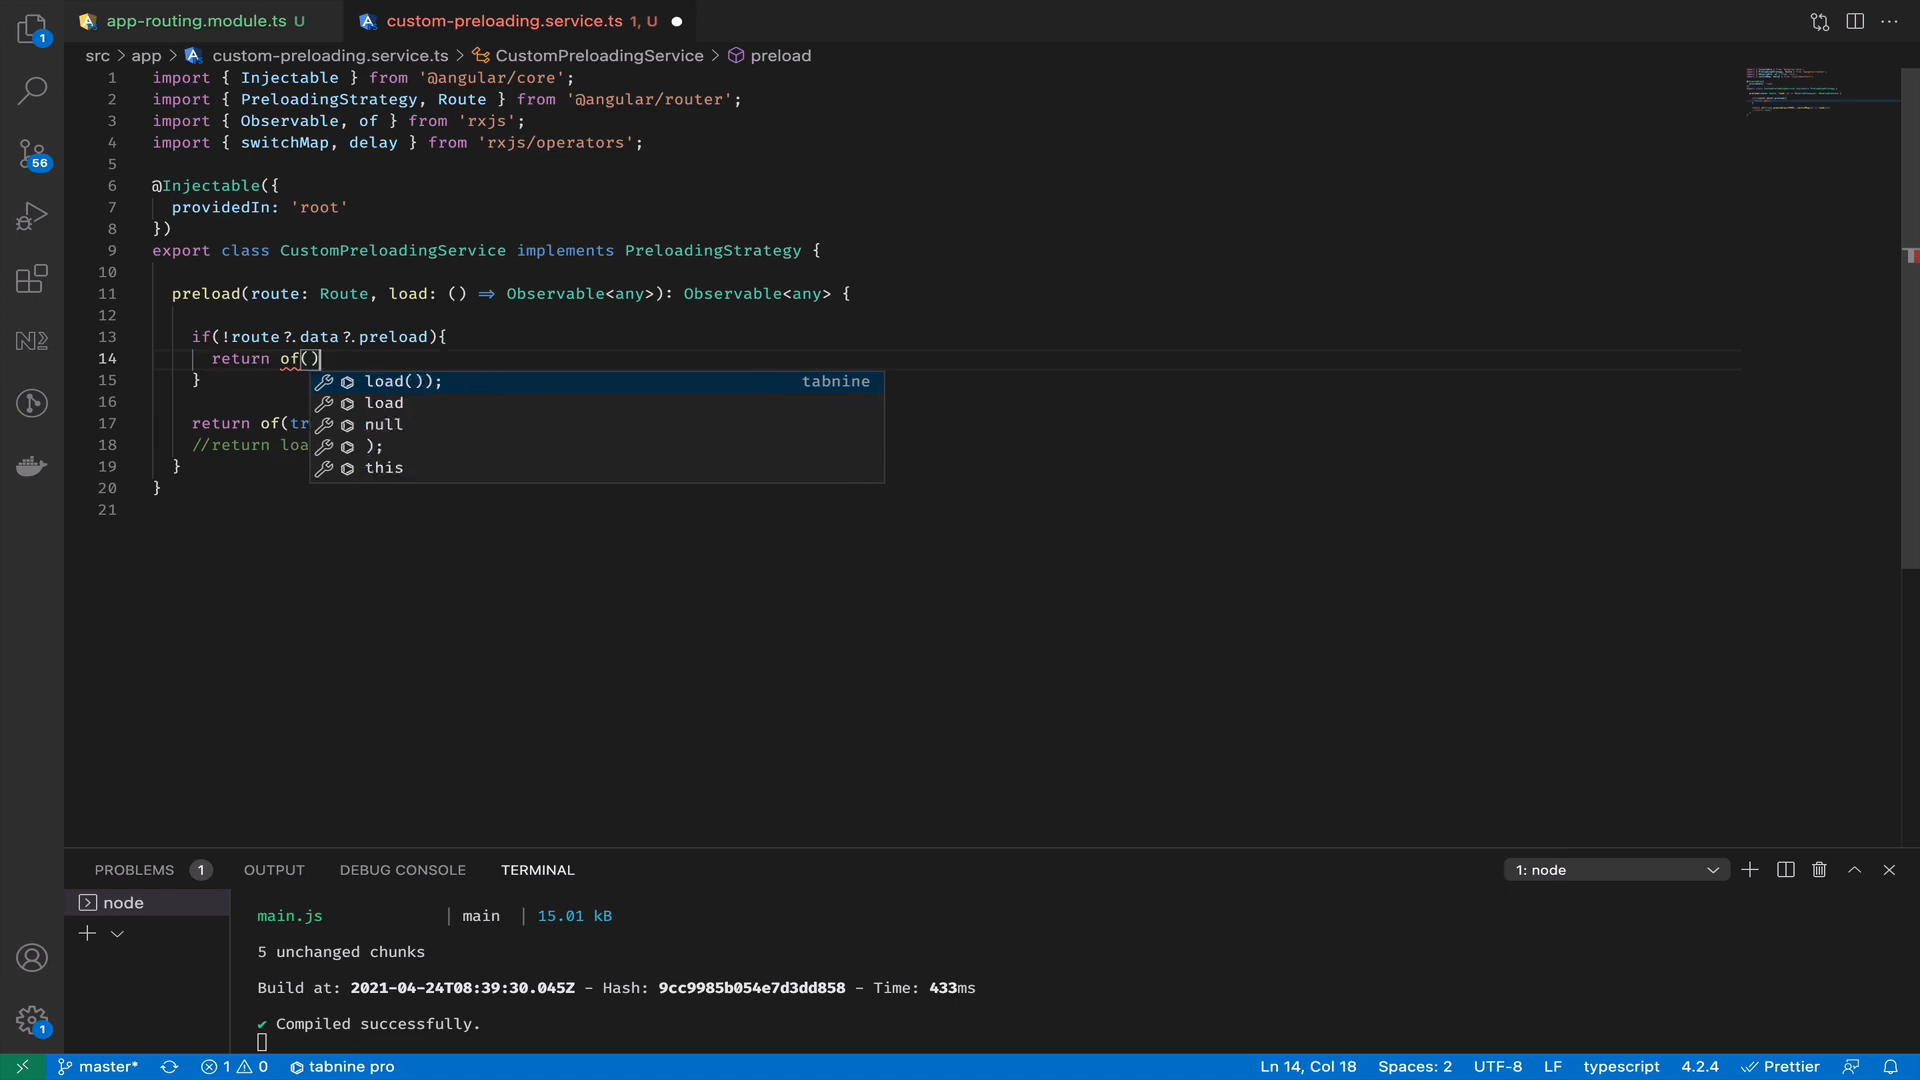 app-routing.module.ts U
custom-preloading.service.ts 1, U
src > app > custom-preloading.service.ts > CustomPreloadingService > preload
1 import { Injectable } from '@angular/core';
2 import { PreloadingStrategy, Route } from '@angular/router';
3 import { Observable, of } from 'rxjs';
4 import { switchMap, delay } from 'rxjs/operators';
5
6 @Injectable({
7 providedIn: 'root'
8 })
9 export class CustomPreloadingService implements PreloadingStrategy {
10
11 preload(route: Route, load: () => Observable<any>): Observable<any> {
12
13 if(!route?.data?.preload){
14 return of()
15 }
16
17 return of(tr
18 //return loa
19 }
20 }
21
load()); tabnine
load
null
);
this
1
56
1
PROBLEMS 1 OUTPUT DEBUG CONSOLE TERMINAL 1: node
node
main.js | main | 15.01 kB
5 unchanged chunks
Build at: 2021-04-24T08:39:30.045Z - Hash: 9cc9985b054e7d3dd858 - Time: 433ms
✔ Compiled successfully.
master* 1 0 tabnine pro Ln 14, Col 18 Spaces: 2 UTF-8 LF typescript 4.2.4 Prettier